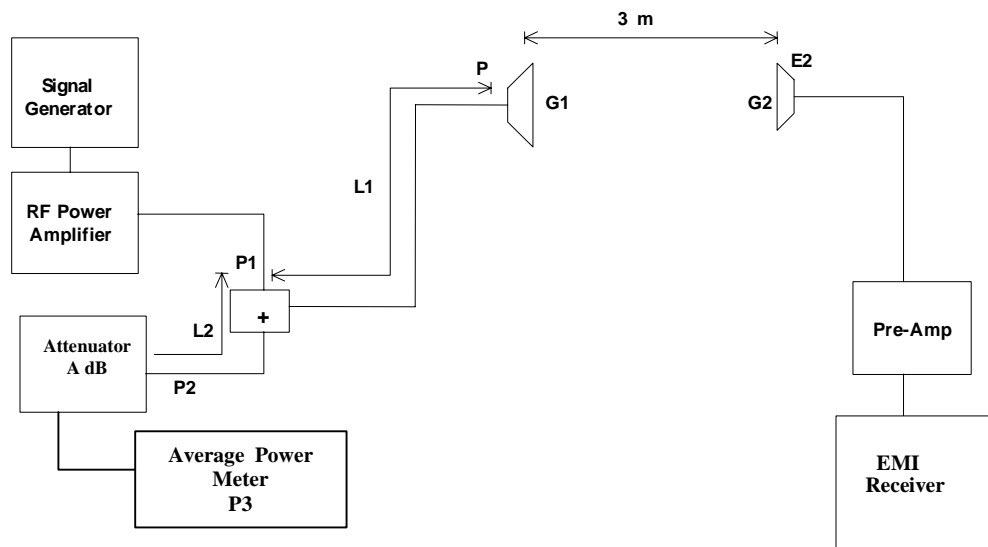 3 m
P
E2
Signal
Generator
G1
G2
L1
RF Power
Amplifier
P1
+
L2
Attenuator
A dB
P2
Pre-Amp
Average Power
Meter
P3
EMI
Receiver